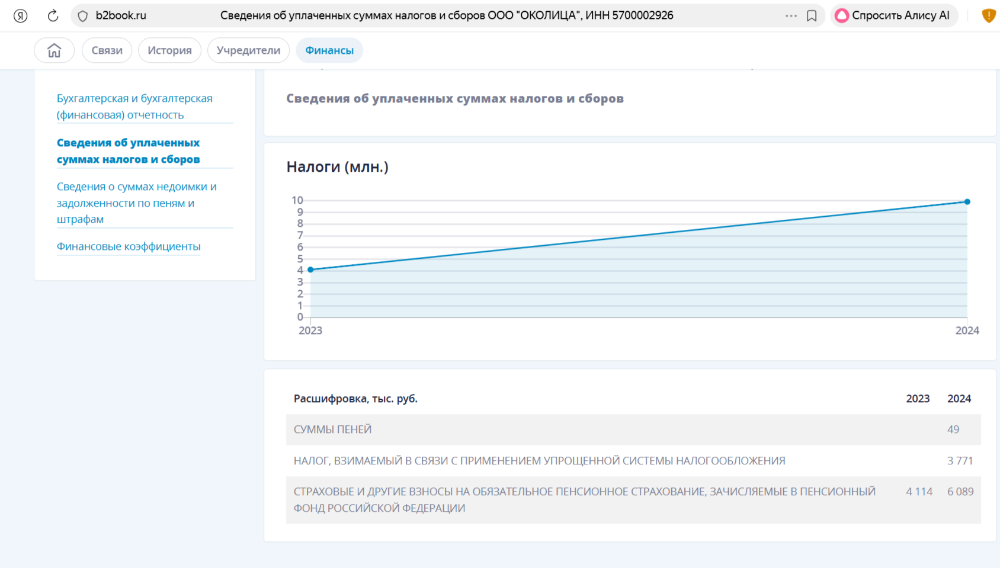 b2book.ru
Сведения об уплаченных суммах налогов и сборов ООО "ОКОЛИЦА", ИНН 5700002926
Спросить Алису AI
Связи
История
Учредители
Финансы
Бухгалтерская и бухгалтерская
(финансовая) отчетность
Сведения об уплаченных
суммах налогов и сборов
Сведения о суммах недоимки и
задолженности по пеням и
штрафам
Финансовые коэффициенты
Сведения об уплаченных суммах налогов и сборов
Налоги (млн.)
10
9
8
7
6
5
4
3
2
1
0
2023
2024
Расшифровка, тыс. руб. 2023 2024
СУММЫ ПЕНЕЙ 49
НАЛОГ, ВЗИМАЕМЫЙ В СВЯЗИ С ПРИМЕНЕНИЕМ УПРОЩЕННОЙ СИСТЕМЫ НАЛОГООБЛОЖЕНИЯ 3 771
СТРАХОВЫЕ И ДРУГИЕ ВЗНОСЫ НА ОБЯЗАТЕЛЬНОЕ ПЕНСИОННОЕ СТРАХОВАНИЕ, ЗАЧИСЛЯЕМЫЕ В ПЕНСИОННЫЙ 4 114 6 089
ФОНД РОССИЙСКОЙ ФЕДЕРАЦИИ